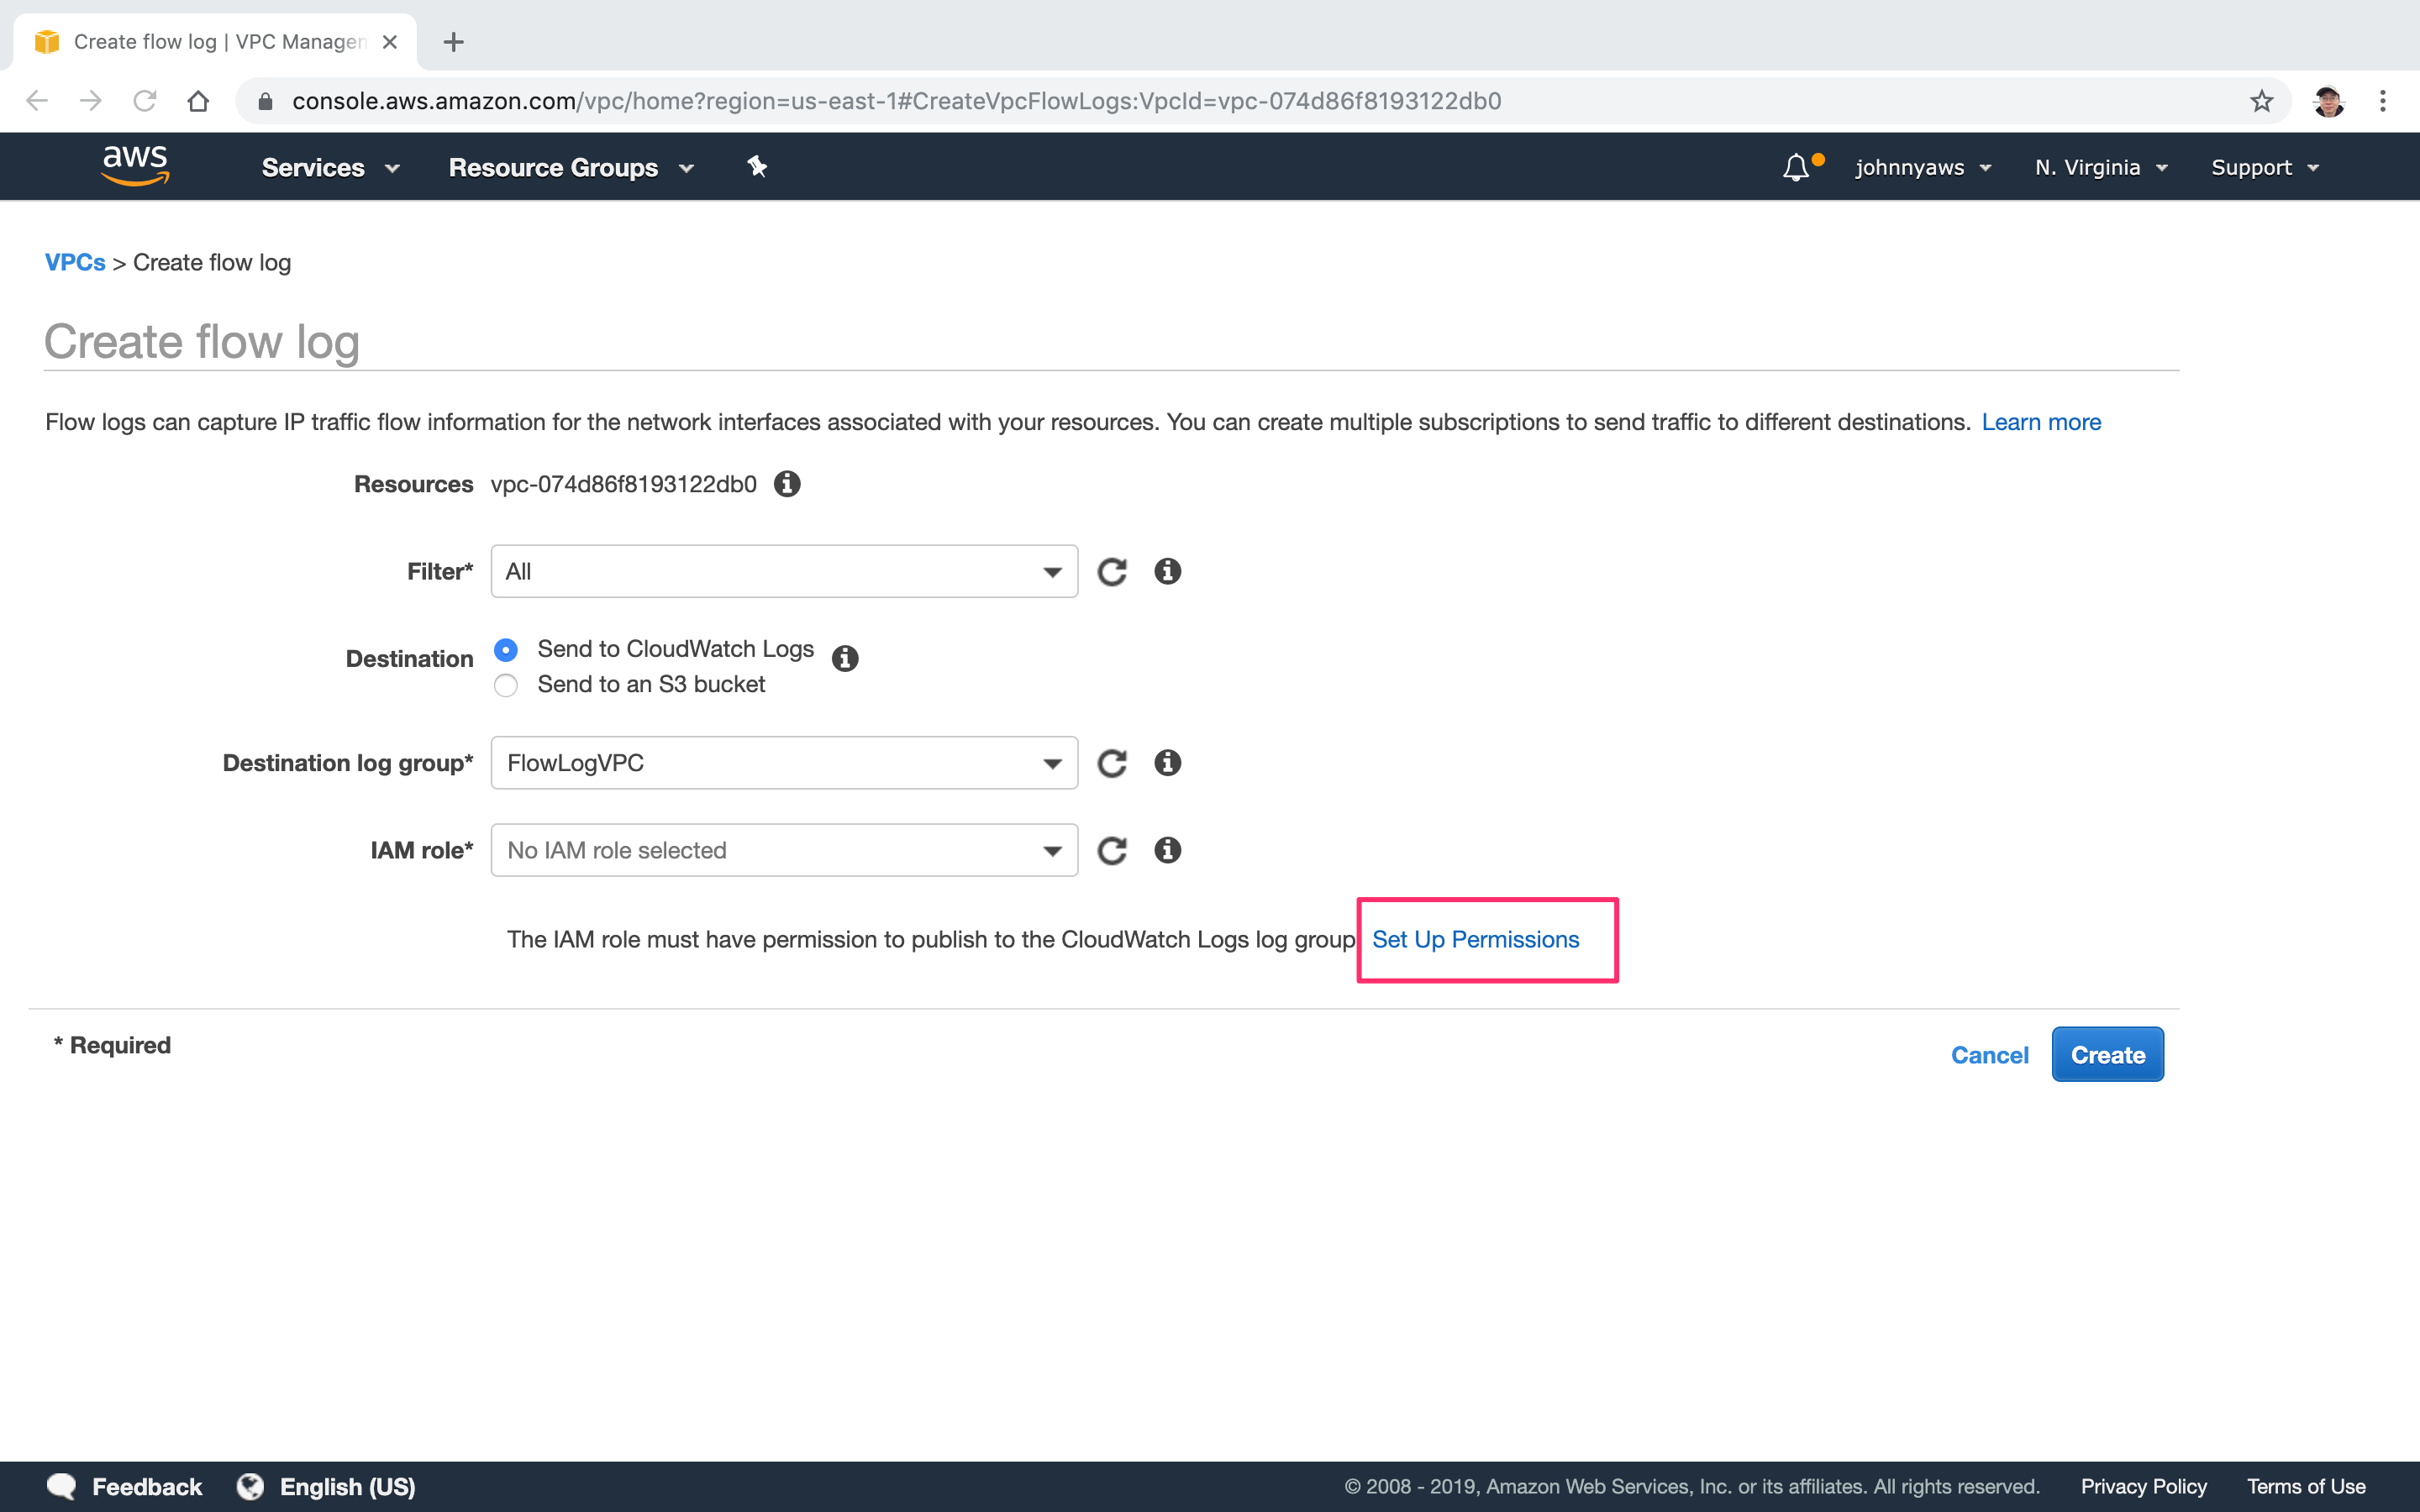 Create flow log | VPC Managem
console.aws.amazon.com/vpc/home?region=us-east-1#CreateVpcFlowLogs:VpcId=vpc-074d86f8193122db0
aws Services Resource Groups johnnyaws N. Virginia Support
VPCs > Create flow log
Create flow log
Flow logs can capture IP traffic flow information for the network interfaces associated with your resources. You can create multiple subscriptions to send traffic to different destinations. Learn more
Resources vpc-074d86f8193122db0
Filter* All
Destination Send to CloudWatch Logs
Send to an S3 bucket
Destination log group* FlowLogVPC
IAM role* No IAM role selected
The IAM role must have permission to publish to the CloudWatch Logs log group Set Up Permissions
* Required
Cancel Create
Feedback English (US) © 2008 - 2019, Amazon Web Services, Inc. or its affiliates. All rights reserved. Privacy Policy Terms of Use